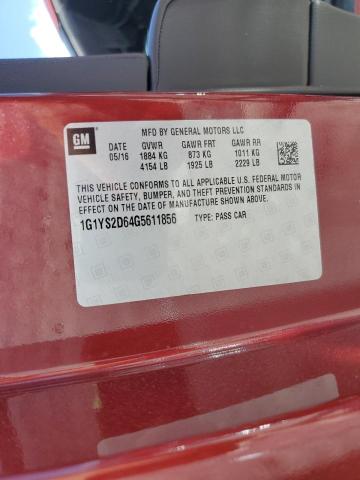 GM
MFD BY GENERAL MOTORS LLC
DATE GVWR GAWR FRT GAWR RR
05/16 1884 KG 873 KG 1011 KG
4154 LB 1925 LB 2229 LB
THIS VEHICLE CONFORMS TO ALL APPLICABLE U.S. FEDERAL MOTOR
VEHICLE SAFETY, BUMPER, AND THEFT PREVENTION STANDARDS
IN EFFECT ON THE DATE OF MANUFACTURE SHOWN ABOVE.
1G1YS2D64G5611856 TYPE: PASS CAR